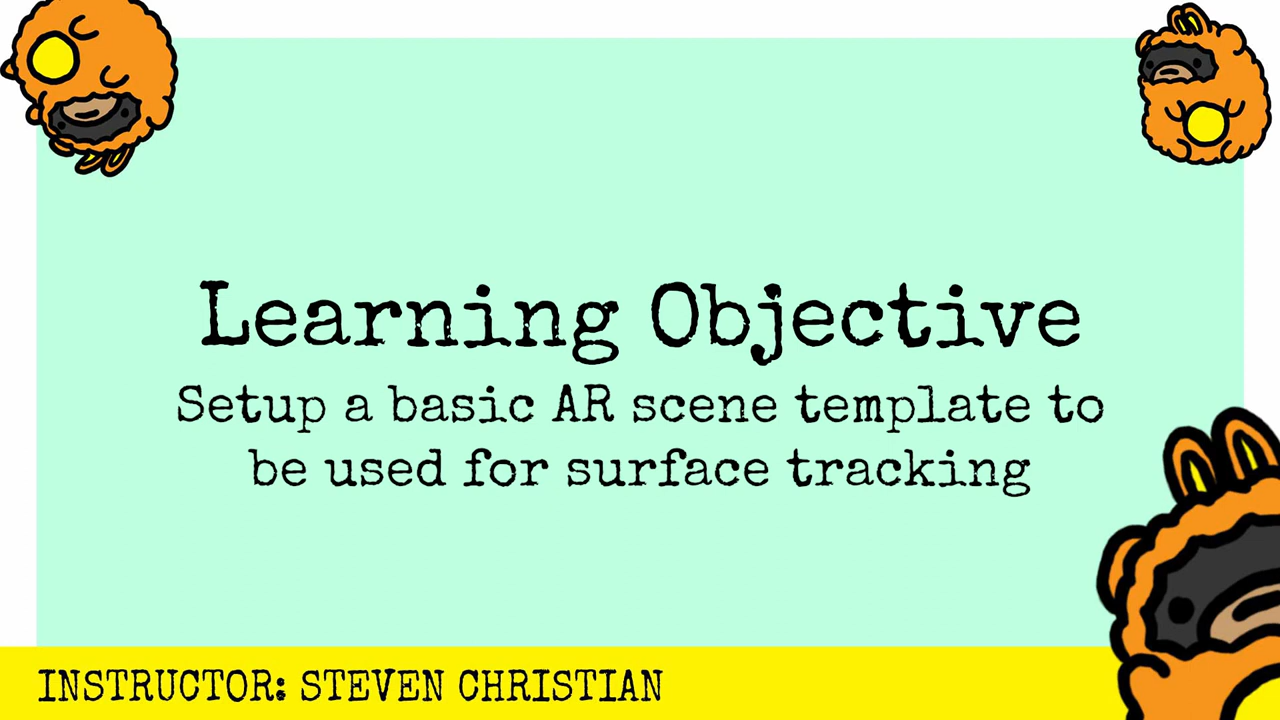 Learning Objective
Setup a basic AR scene template to
be used for surface tracking
INSTRUCTOR: STEVEN CHRISTIAN